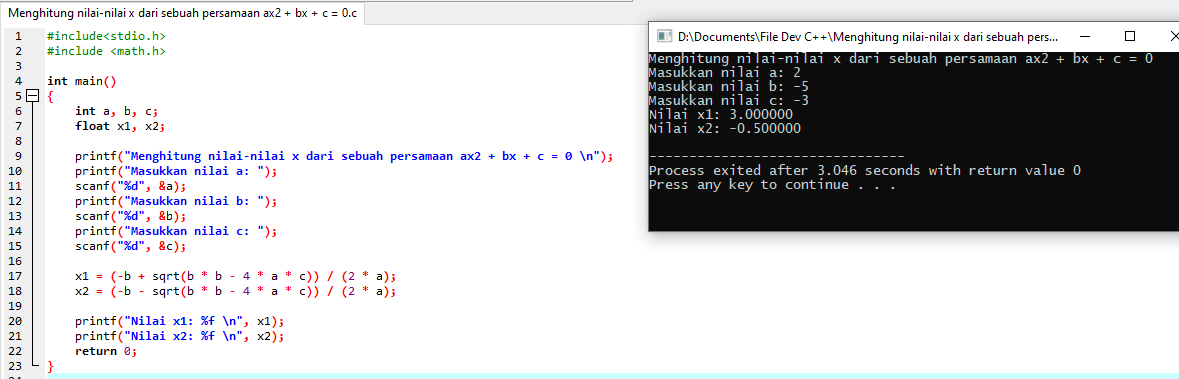 Menghitung nilai-nilai x dari sebuah persamaan ax2 + bx + c = 0.c
1 #include<stdio.h>
2 #include <math.h>
3
4 int main()
5 {
6 int a, b, c;
7 float x1, x2;
8
9 printf("Menghitung nilai-nilai x dari sebuah persamaan ax2 + bx + c = 0 \n");
10 printf("Masukkan nilai a: ");
11 scanf("%d", &a);
12 printf("Masukkan nilai b: ");
13 scanf("%d", &b);
14 printf("Masukkan nilai c: ");
15 scanf("%d", &c);
16
17 x1 = (-b + sqrt(b * b - 4 * a * c)) / (2 * a);
18 x2 = (-b - sqrt(b * b - 4 * a * c)) / (2 * a);
19
20 printf("Nilai x1: %f \n", x1);
21 printf("Nilai x2: %f \n", x2);
22 return 0;
23 }
D:\Documents\File Dev C++\Menghitung nilai-nilai x dari sebuah pers...
Menghitung nilai-nilai x dari sebuah persamaan ax2 + bx + c = 0
Masukkan nilai a: 2
Masukkan nilai b: -5
Masukkan nilai c: -3
Nilai x1: 3.000000
Nilai x2: -0.500000
--------------------------------
Process exited after 3.046 seconds with return value 0
Press any key to continue . . .